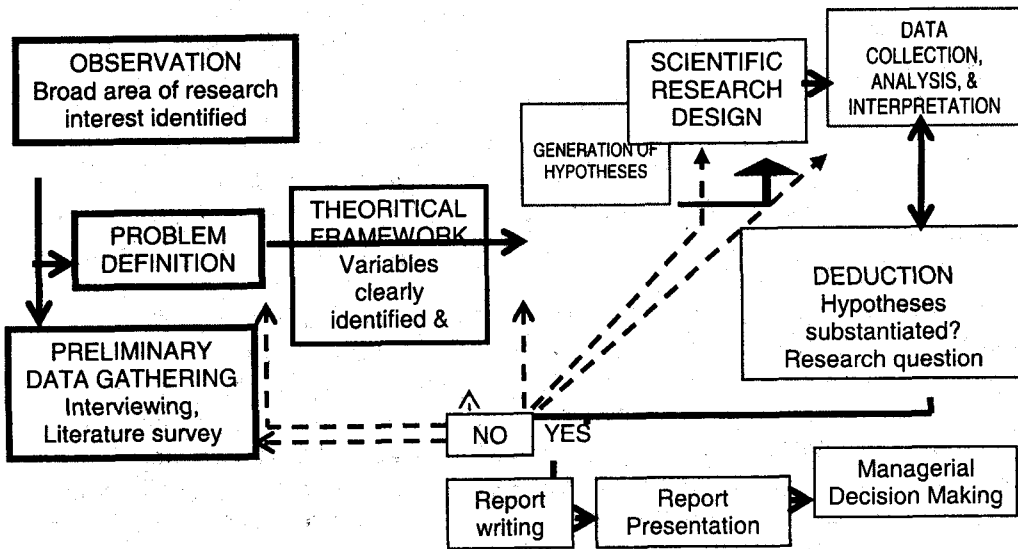 OBSERVATION
Broad area of research
interest identified
PROBLEM
DEFINITION
PRELIMINARY
DATA GATHERING
Interviewing,
Literature survey
THEORITICAL
FRAMEWORK
Variables
clearly
identified &
GENERATION OF
HYPOTHESES
SCIENTIFIC
RESEARCH
DESIGN
DATA
COLLECTION,
ANALYSIS, &
INTERPRETATION
DEDUCTION
Hypotheses
substantiated?
Research question
NO
YES
Report
writing
Report
Presentation
Managerial
Decision Making